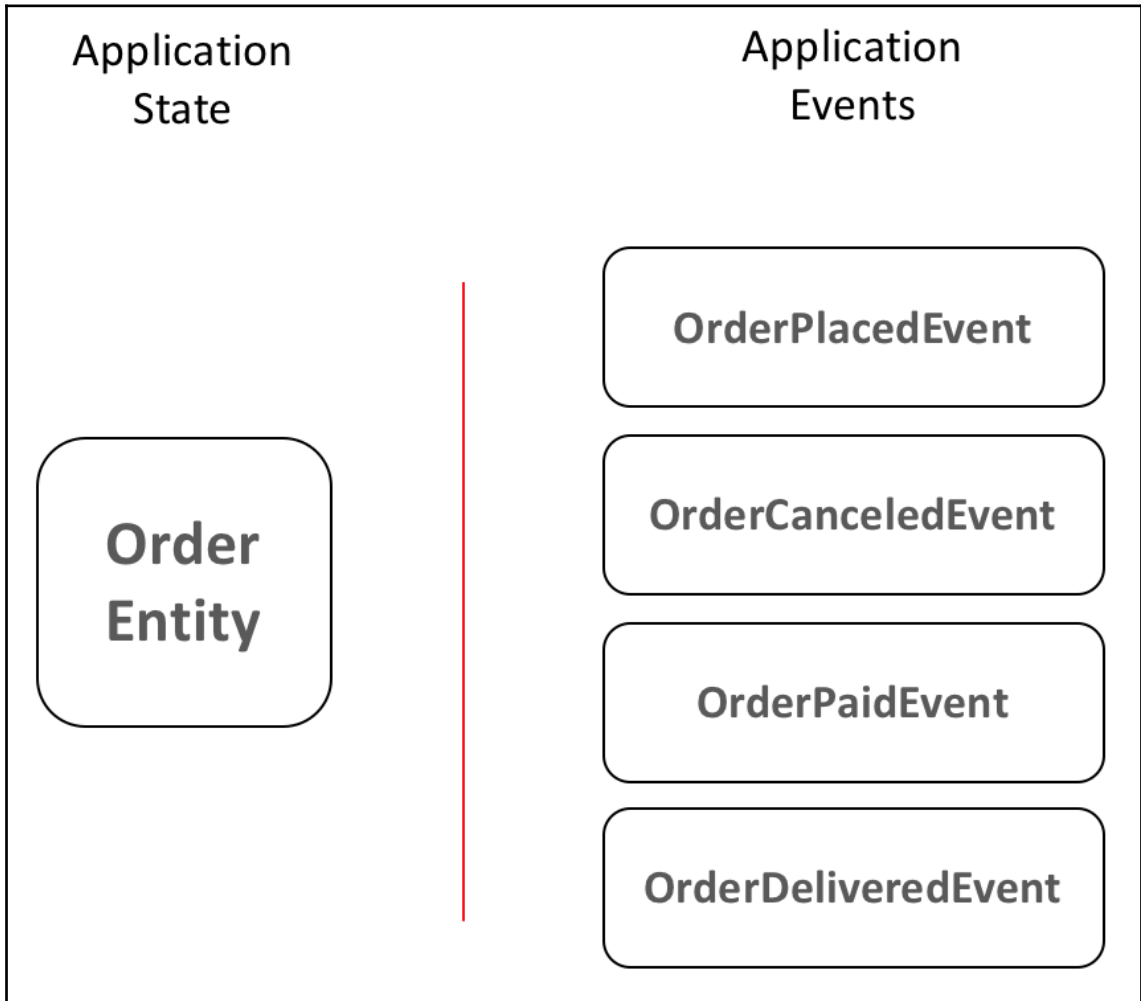 Application
State
Application
Events
OrderPlacedEvent
OrderCanceledEvent
Order
Entity
OrderPaidEvent
OrderDeliveredEvent